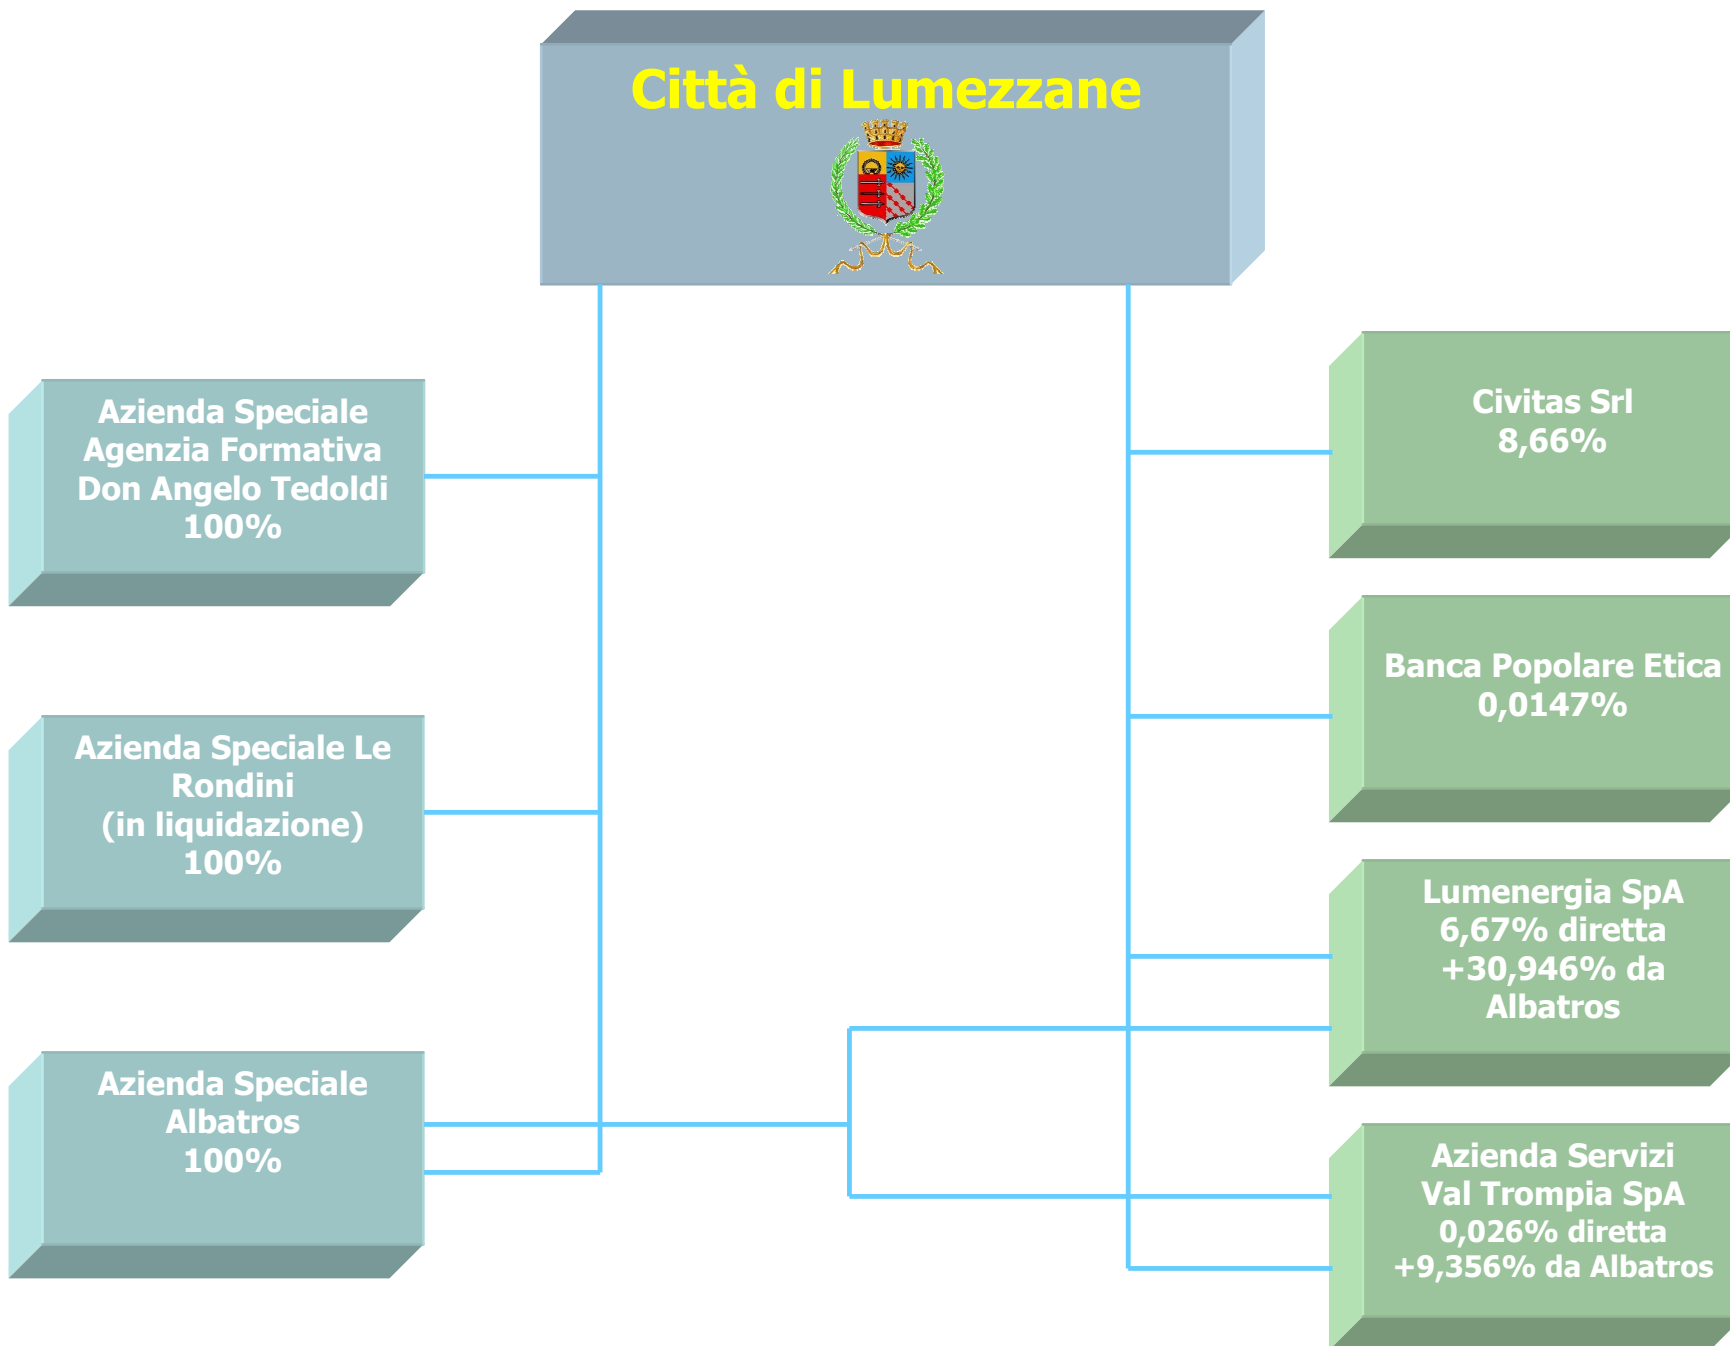 Città di Lumezzane
Azienda Speciale
Agenzia Formativa
Don Angelo Tedoldi
100%
Azienda Speciale Le
Rondini
(in liquidazione)
100%
Azienda Speciale
Albatros
100%
Civitas Srl
8,66%
Banca Popolare Etica
0,0147%
Lumenergia SpA
6,67% diretta
+30,946% da
Albatros
Azienda Servizi
Val Trompia SpA
0,026% diretta
+9,356% da Albatros